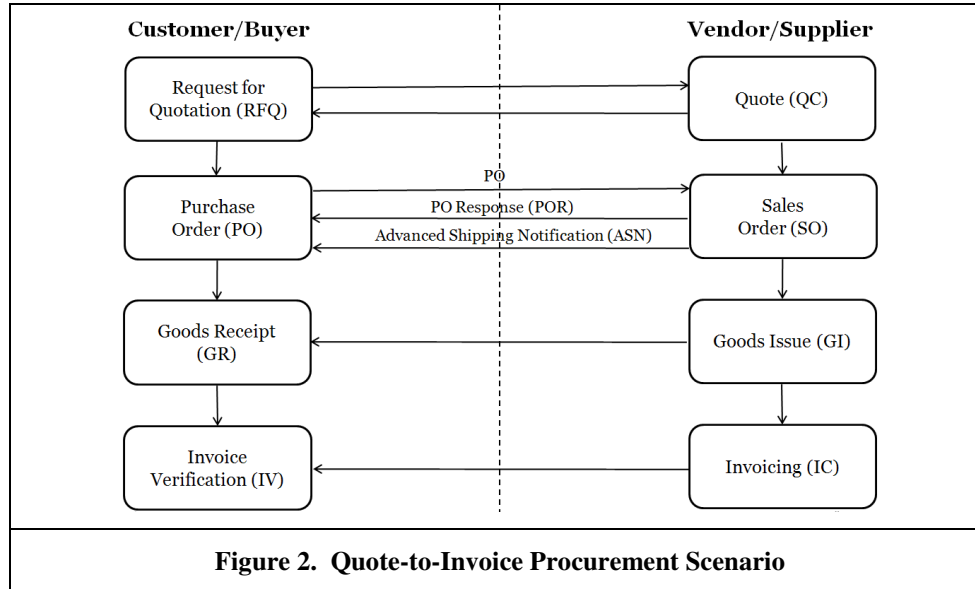 Customer/Buyer
Vendor/Supplier
Request for
Quotation (RFQ)
Quote (QC)
PO
Purchase
Order (PO)
PO Response (POR)
Advanced Shipping Notification (ASN)
Sales
Order (SO)
Goods Receipt
(GR)
Goods Issue (GI)
Invoice
Verification (IV)
Invoicing (IC)
Figure 2. Quote-to-Invoice Procurement Scenario